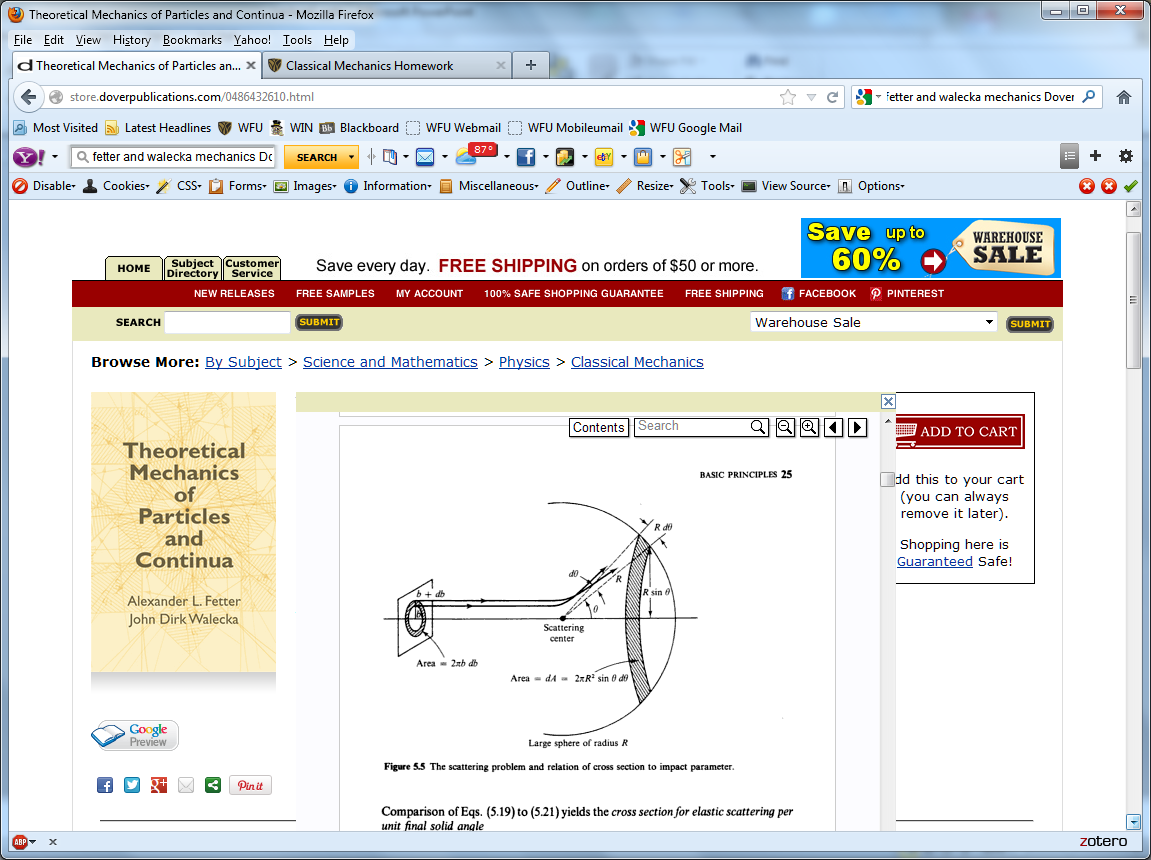 Theoretical Mechanics of Particles and Continua - Mozilla Firefox
File Edit View History Bookmarks Yahoo! Tools Help
Theoretical Mechanics of Particles an... Classical Mechanics Homework
store.doverpublications.com/0486432610.html
fetter and walecka mechanics Dover
Most Visited Latest Headlines WFU WIN Bb Blackboard WFU Webmail WFU Mobileumail WFU Google Mail
Y! fetter and walecka mechanics Do SEARCH 87° eBY
Disable Cookies CSS Forms Images Information Miscellaneous Outline Resize Tools View Source Options
Save up to
60%
WAREHOUSE
SALE
HOME
Subject
Directory
Customer
Service
Save every day. FREE SHIPPING on orders of $50 or more.
NEW RELEASES FREE SAMPLES MY ACCOUNT 100% SAFE SHOPPING GUARANTEE FREE SHIPPING FACEBOOK PINTEREST
SEARCH SUBMIT Warehouse Sale SUBMIT
Browse More: By Subject > Science and Mathematics > Physics > Classical Mechanics
Theoretical
Mechanics
of
Particles
and
Continua
Alexander L. Fetter
John Dirk Walecka
Google
Preview
Pin it
Contents Search
BASIC PRINCIPLES 25
R dθ
dθ
R
b + db
b
R sin θ
θ
Scattering
center
Area = 2πb db
Area = dA = 2πR² sin θ dθ
Large sphere of radius R
Figure 5.5 The scattering problem and relation of cross section to impact parameter.
Comparison of Eqs. (5.19) to (5.21) yields the cross section for elastic scattering per
unit final solid angle
ADD TO CART
dd this to your cart
(you can always
remove it later).
Shopping here is
Guaranteed Safe!
ABP
zotero